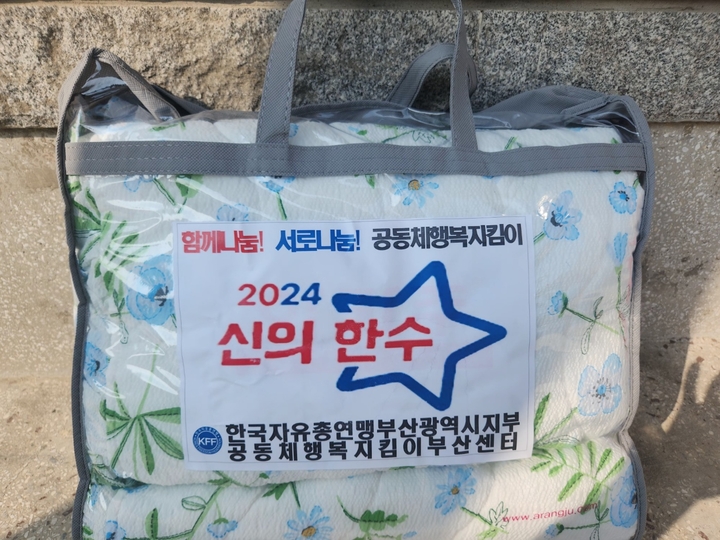 함께나눔! 서로나눔! 공동체행복지킴이
2024
신의 한수
KFF
한국자유총연맹부산광역시지부
공동체행복지킴이부산센터